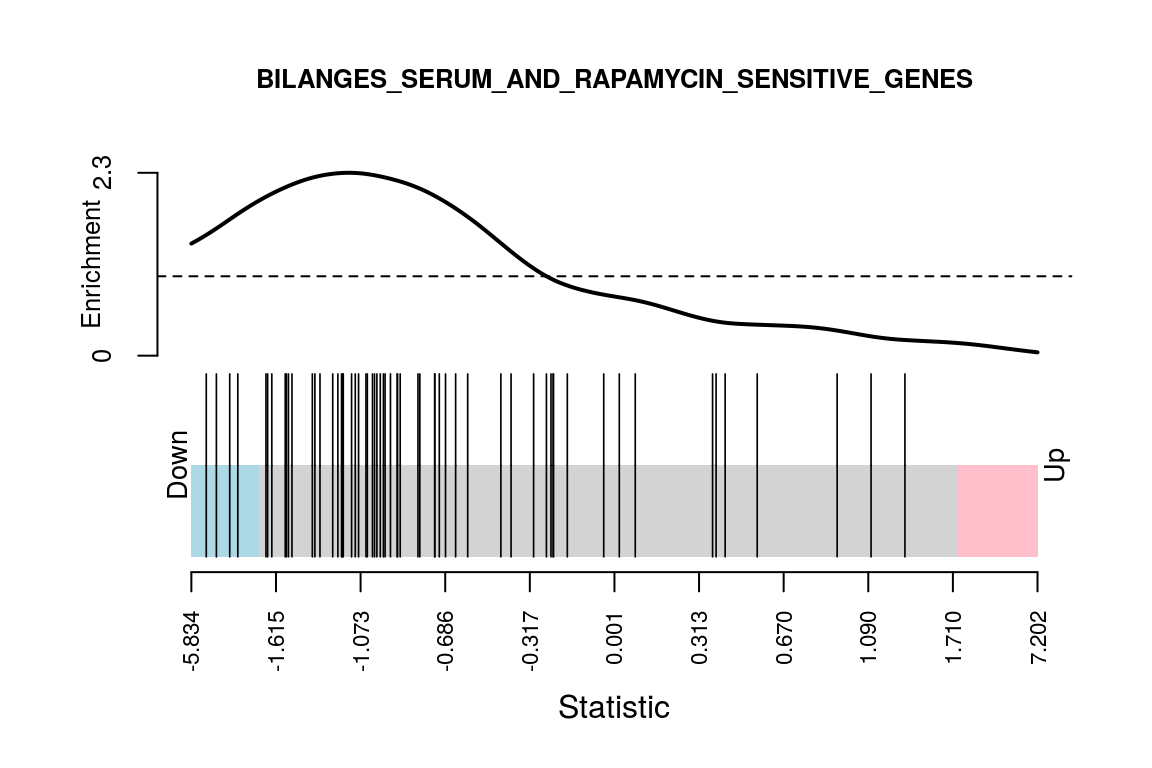 BILANGES_SERUM_AND_RAPAMYCIN_SENSITIVE_GENES
2.3
Enrichment
0
Down
Up
-5.834
-1.615
-1.073
-0.686
-0.317
0.001
0.313
0.670
1.090
1.710
7.202
Statistic